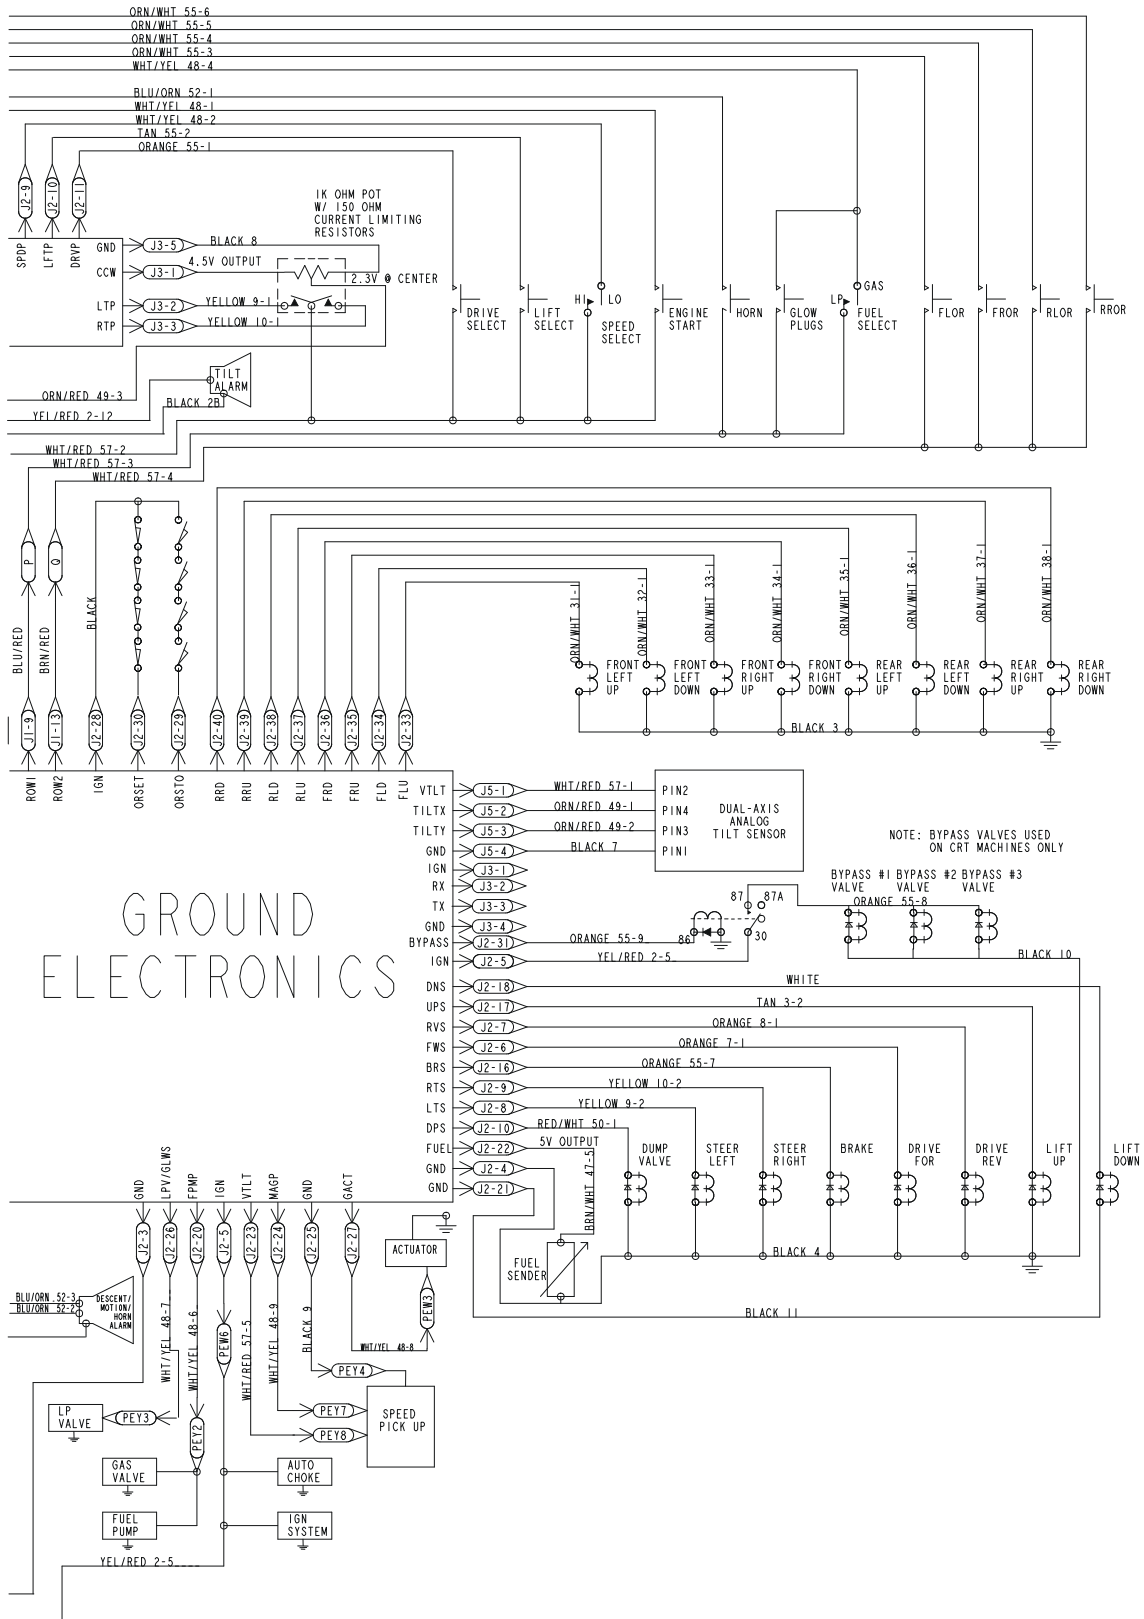 ORN/WHT 55-6
ORN/WHT 55-5
ORN/WHT 55-4
ORN/WHT 55-3
WHT/YEL 48-4
BLU/ORN 52-1
WHT/YEL 48-1
WHT/YEL 48-2
TAN 55-2
ORANGE 55-1
J2-9
J2-10
J2-11
SPDP
LFTP
DRVP
1K OHM POT
W/ 150 OHM
CURRENT LIMITING
RESISTORS
GND
J3-5
BLACK 8
CCW
J3-1
4.5V OUTPUT
2.3V @ CENTER
LTP
J3-2
YELLOW 9-1
RTP
J3-3
YELLOW 10-1
DRIVE
SELECT
LIFT
SELECT
HI
LO
SPEED
SELECT
ENGINE
START
HORN
GLOW
PLUGS
GAS
LP
FUEL
SELECT
FLOR
FROR
RLOR
RROR
TILT
ALARM
ORN/RED 49-3
BLACK 2B
YEL/RED 2-12
WHT/RED 57-2
WHT/RED 57-3
WHT/RED 57-4
P
Q
BLU/RED
BRN/RED
BLACK
ORN/WHT 31-1
ORN/WHT 32-1
ORN/WHT 33-1
ORN/WHT 34-1
ORN/WHT 35-1
ORN/WHT 36-1
ORN/WHT 37-1
ORN/WHT 38-1
FRONT
LEFT
UP
FRONT
LEFT
DOWN
FRONT
RIGHT
UP
FRONT
RIGHT
DOWN
REAR
LEFT
UP
REAR
LEFT
DOWN
REAR
RIGHT
UP
REAR
RIGHT
DOWN
BLACK 3
J1-9
J1-13
J2-28
J2-30
J2-29
J2-40
J2-39
J2-38
J2-37
J2-36
J2-35
J2-34
J2-33
ROW1
ROW2
IGN
ORSET
ORSTO
RRD
RRU
RLD
RLU
FRD
FRU
FLD
FLU
GROUND
ELECTRONICS
VTLT
J5-1
WHT/RED 57-1
PIN2
TILTX
J5-2
ORN/RED 49-1
PIN4
TILTY
J5-3
ORN/RED 49-2
PIN3
GND
J5-4
BLACK 7
PIN1
DUAL-AXIS
ANALOG
TILT SENSOR
IGN
J3-1
RX
J3-2
TX
J3-3
GND
J3-4
BYPASS
J2-31
ORANGE 55-9
IGN
J2-5
YEL/RED 2-5
86
87
87A
30
NOTE: BYPASS VALVES USED
ON CRT MACHINES ONLY
BYPASS #1
VALVE
BYPASS #2
VALVE
BYPASS #3
VALVE
ORANGE 55-8
BLACK 10
DNS
J2-18
WHITE
UPS
J2-17
TAN 3-2
RVS
J2-7
ORANGE 8-1
FWS
J2-6
ORANGE 7-1
BRS
J2-16
ORANGE 55-7
RTS
J2-9
YELLOW 10-2
LTS
J2-8
YELLOW 9-2
DPS
J2-10
RED/WHT 50-1
FUEL
J2-22
5V OUTPUT
GND
J2-4
GND
J2-21
BRN/WHT 47-5
DUMP
VALVE
STEER
LEFT
STEER
RIGHT
BRAKE
DRIVE
FOR
DRIVE
REV
LIFT
UP
LIFT
DOWN
FUEL
SENDER
BLACK 4
BLACK 11
GND
LPV/GLWS
FPMP
IGN
VTLT
MAGP
GND
GACT
J2-3
J2-26
J2-20
J2-5
J2-23
J2-24
J2-25
J2-27
ACTUATOR
PEW3
BLU/ORN 52-3
BLU/ORN 52-2
DESCENT/
MOTION/
HORN
ALARM
WHT/YEL 48-7
WHT/YEL 48-6
PEW6
WHT/RED 57-5
WHT/YEL 48-9
BLACK 9
WHT/YEL 48-8
PEY4
LP
VALVE
PEY3
PEY2
PEY7
PEY8
SPEED
PICK UP
GAS
VALVE
AUTO
CHOKE
FUEL
PUMP
IGN
SYSTEM
YEL/RED 2-5